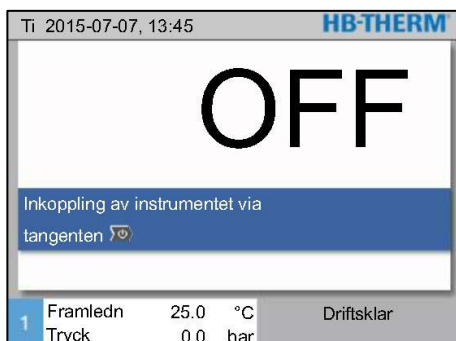 Ti 2015-07-07, 13:45 HB-THERM
OFF
Inkoppling av instrumentet via
tangenten
1 Framledn 25.0 °C Driftsklar
Tryck 0.0 bar